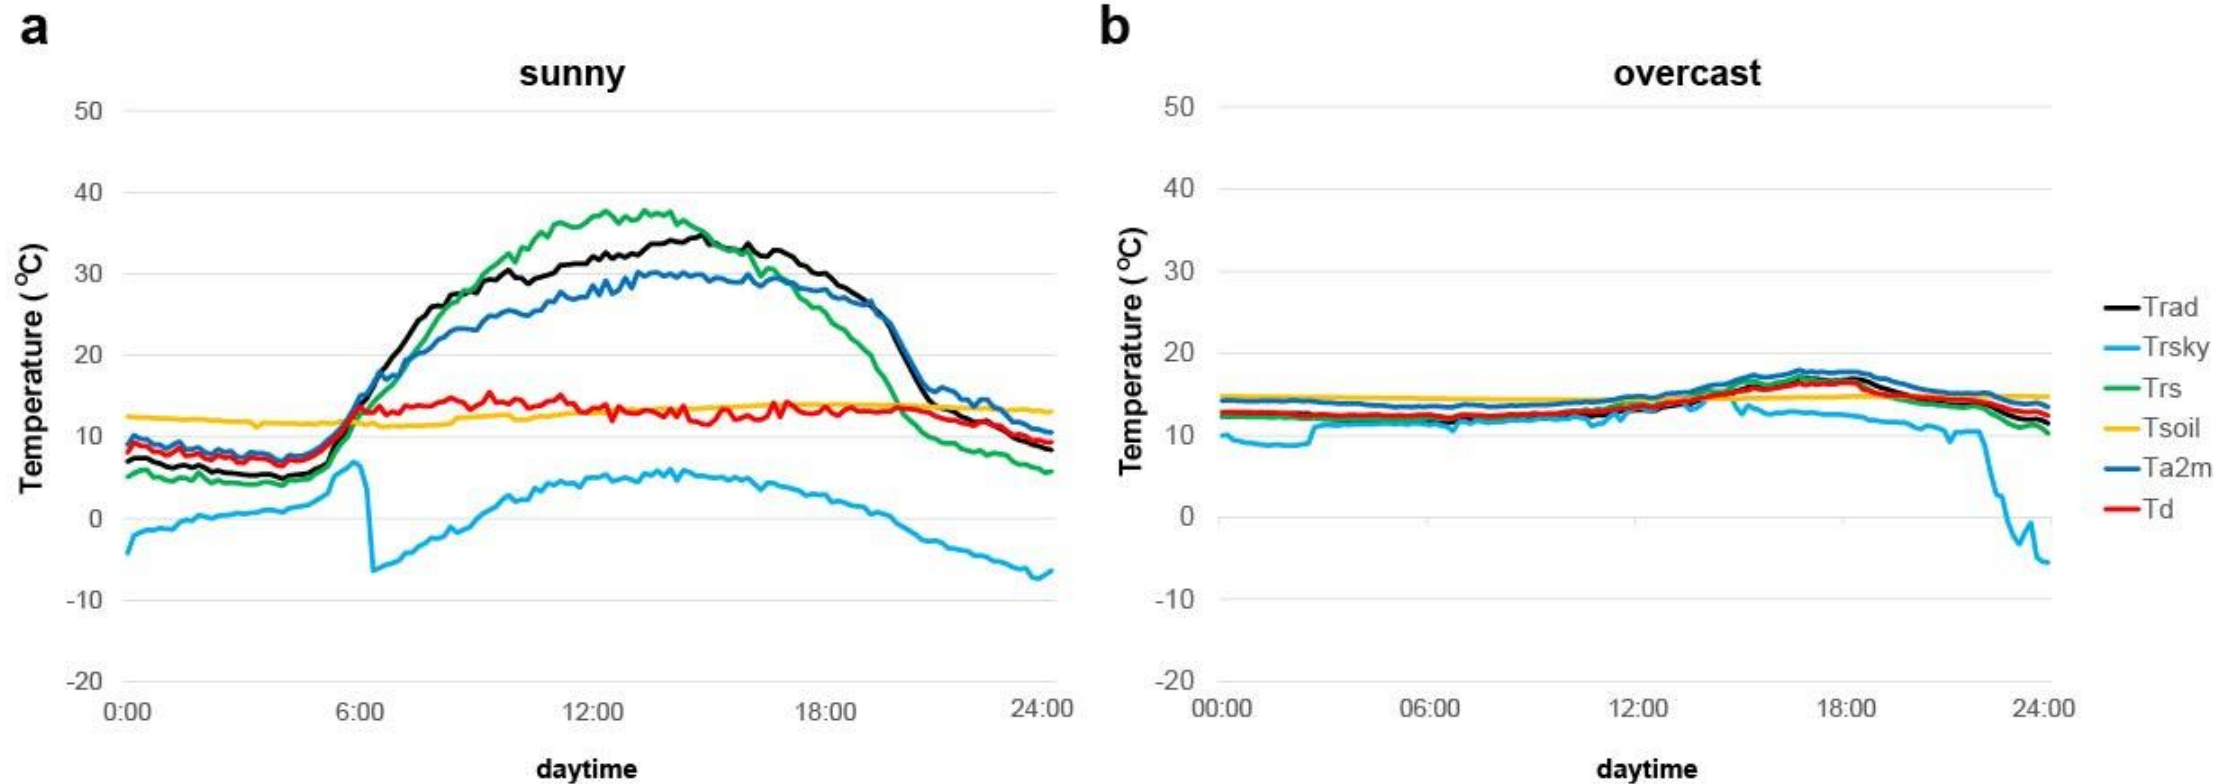 a
sunny
Temperature ( °C)
50
40
30
20
10
0
-10
-20
0:00 6:00 12:00 18:00 24:00
daytime
b
overcast
Temperature ( °C)
50
40
30
20
10
0
-10
-20
00:00 06:00 12:00 18:00 24:00
daytime
Trad
Trsky
Trs
Tsoil
Ta2m
Td